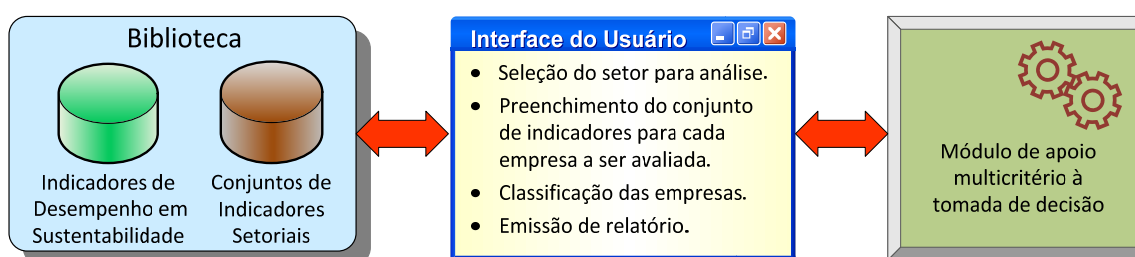 Biblioteca
Indicadores de
Desempenho em
Sustentabilidade
Conjuntos de
Indicadores
Setoriais
Interface do Usuário
• Seleção do setor para análise.
• Preenchimento do conjunto
de indicadores para cada
empresa a ser avaliada.
• Classificação das empresas.
• Emissão de relatório.
Módulo de apoio
multicritério à
tomada de decisão